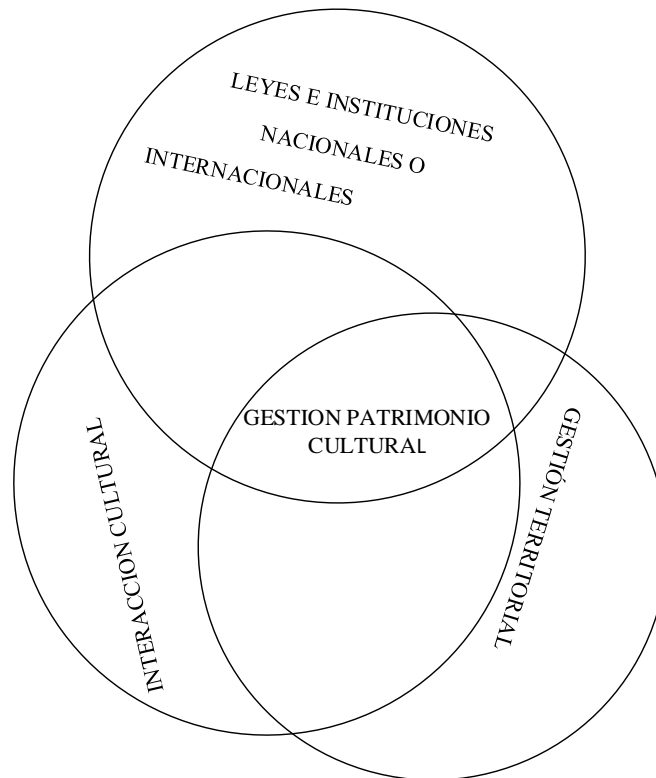 LEYES E INSTITUCIONES
NACIONALES O
INTERNACIONALES
GESTION PATRIMONIO
CULTURAL
INTERACCION CULTURAL
GESTIÓN TERRITORIAL